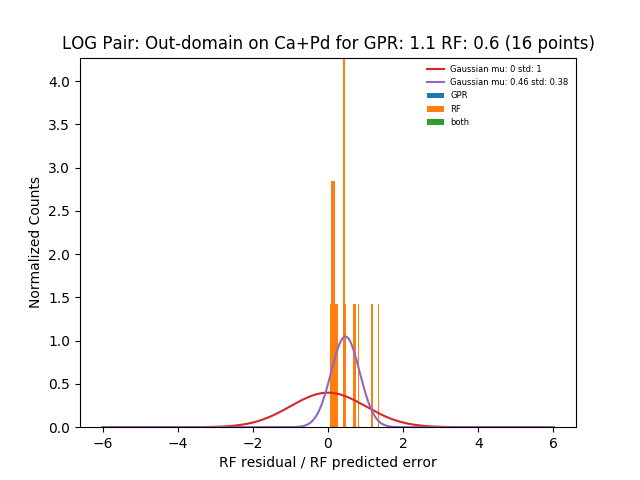 LOG Pair: Out-domain on Ca+Pd for GPR: 1.1 RF: 0.6 (16 points)
Gaussian mu: 0 std: 1
Gaussian mu: 0.46 std: 0.38
GPR
RF
both
Normalized Counts
4.0
3.5
3.0
2.5
2.0
1.5
1.0
0.5
0.0
−6 −4 −2 0 2 4 6
RF residual / RF predicted error